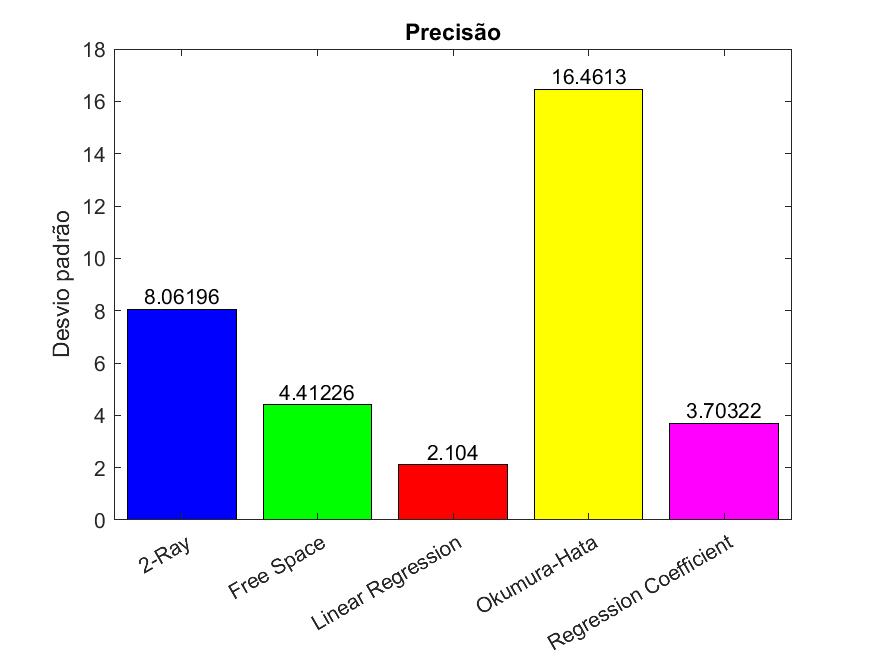 Precisão
18
16
14
12
10
8
6
4
2
0
Desvio padrão
8.06196
4.41226
2.104
16.4613
3.70322
2-Ray
Free Space
Linear Regression
Okumura-Hata
Regression Coefficient